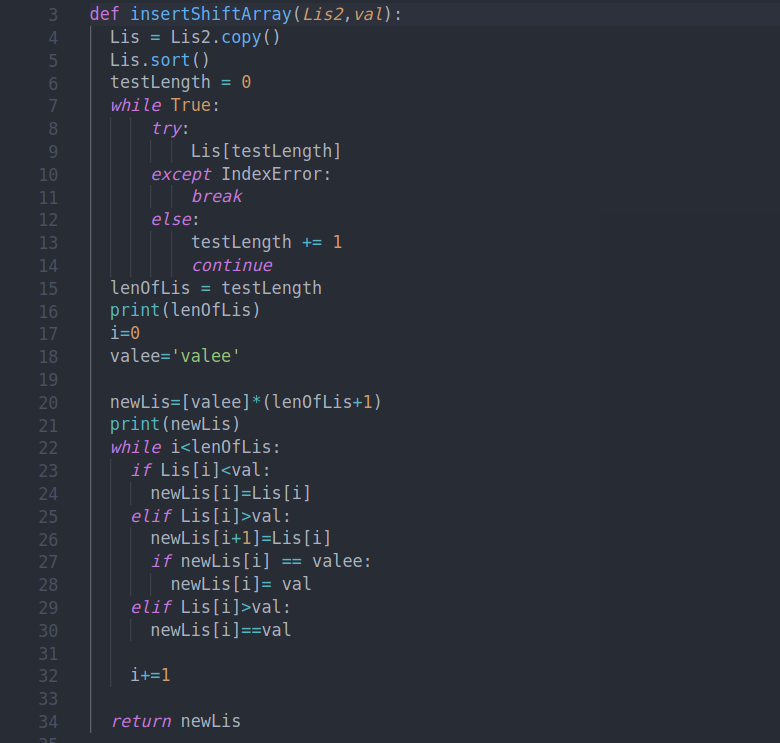 3 def insertShiftArray(Lis2,val):
4 Lis = Lis2.copy()
5 Lis.sort()
6 testLength = 0
7 while True:
8 try:
9 Lis[testLength]
10 except IndexError:
11 break
12 else:
13 testLength += 1
14 continue
15 lenOfLis = testLength
16 print(lenOfLis)
17 i=0
18 valee='valee'
19
20 newLis=[valee]*(lenOfLis+1)
21 print(newLis)
22 while i<lenOfLis:
23 if Lis[i]<val:
24 newLis[i]=Lis[i]
25 elif Lis[i]>val:
26 newLis[i+1]=Lis[i]
27 if newLis[i] == valee:
28 newLis[i]= val
29 elif Lis[i]>val:
30 newLis[i]==val
31
32 i+=1
33
34 return newLis
35